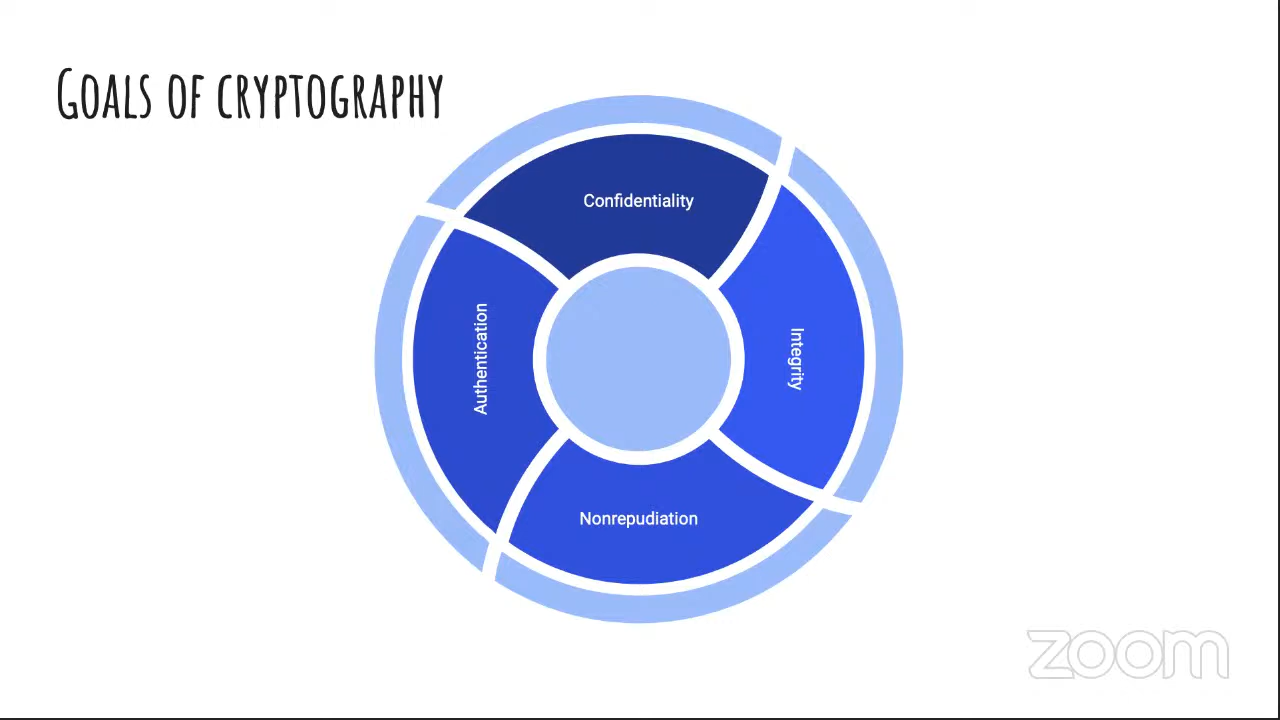 Goals of cryptography
Confidentiality
Authentication
Integrity
Nonrepudiation
zoom